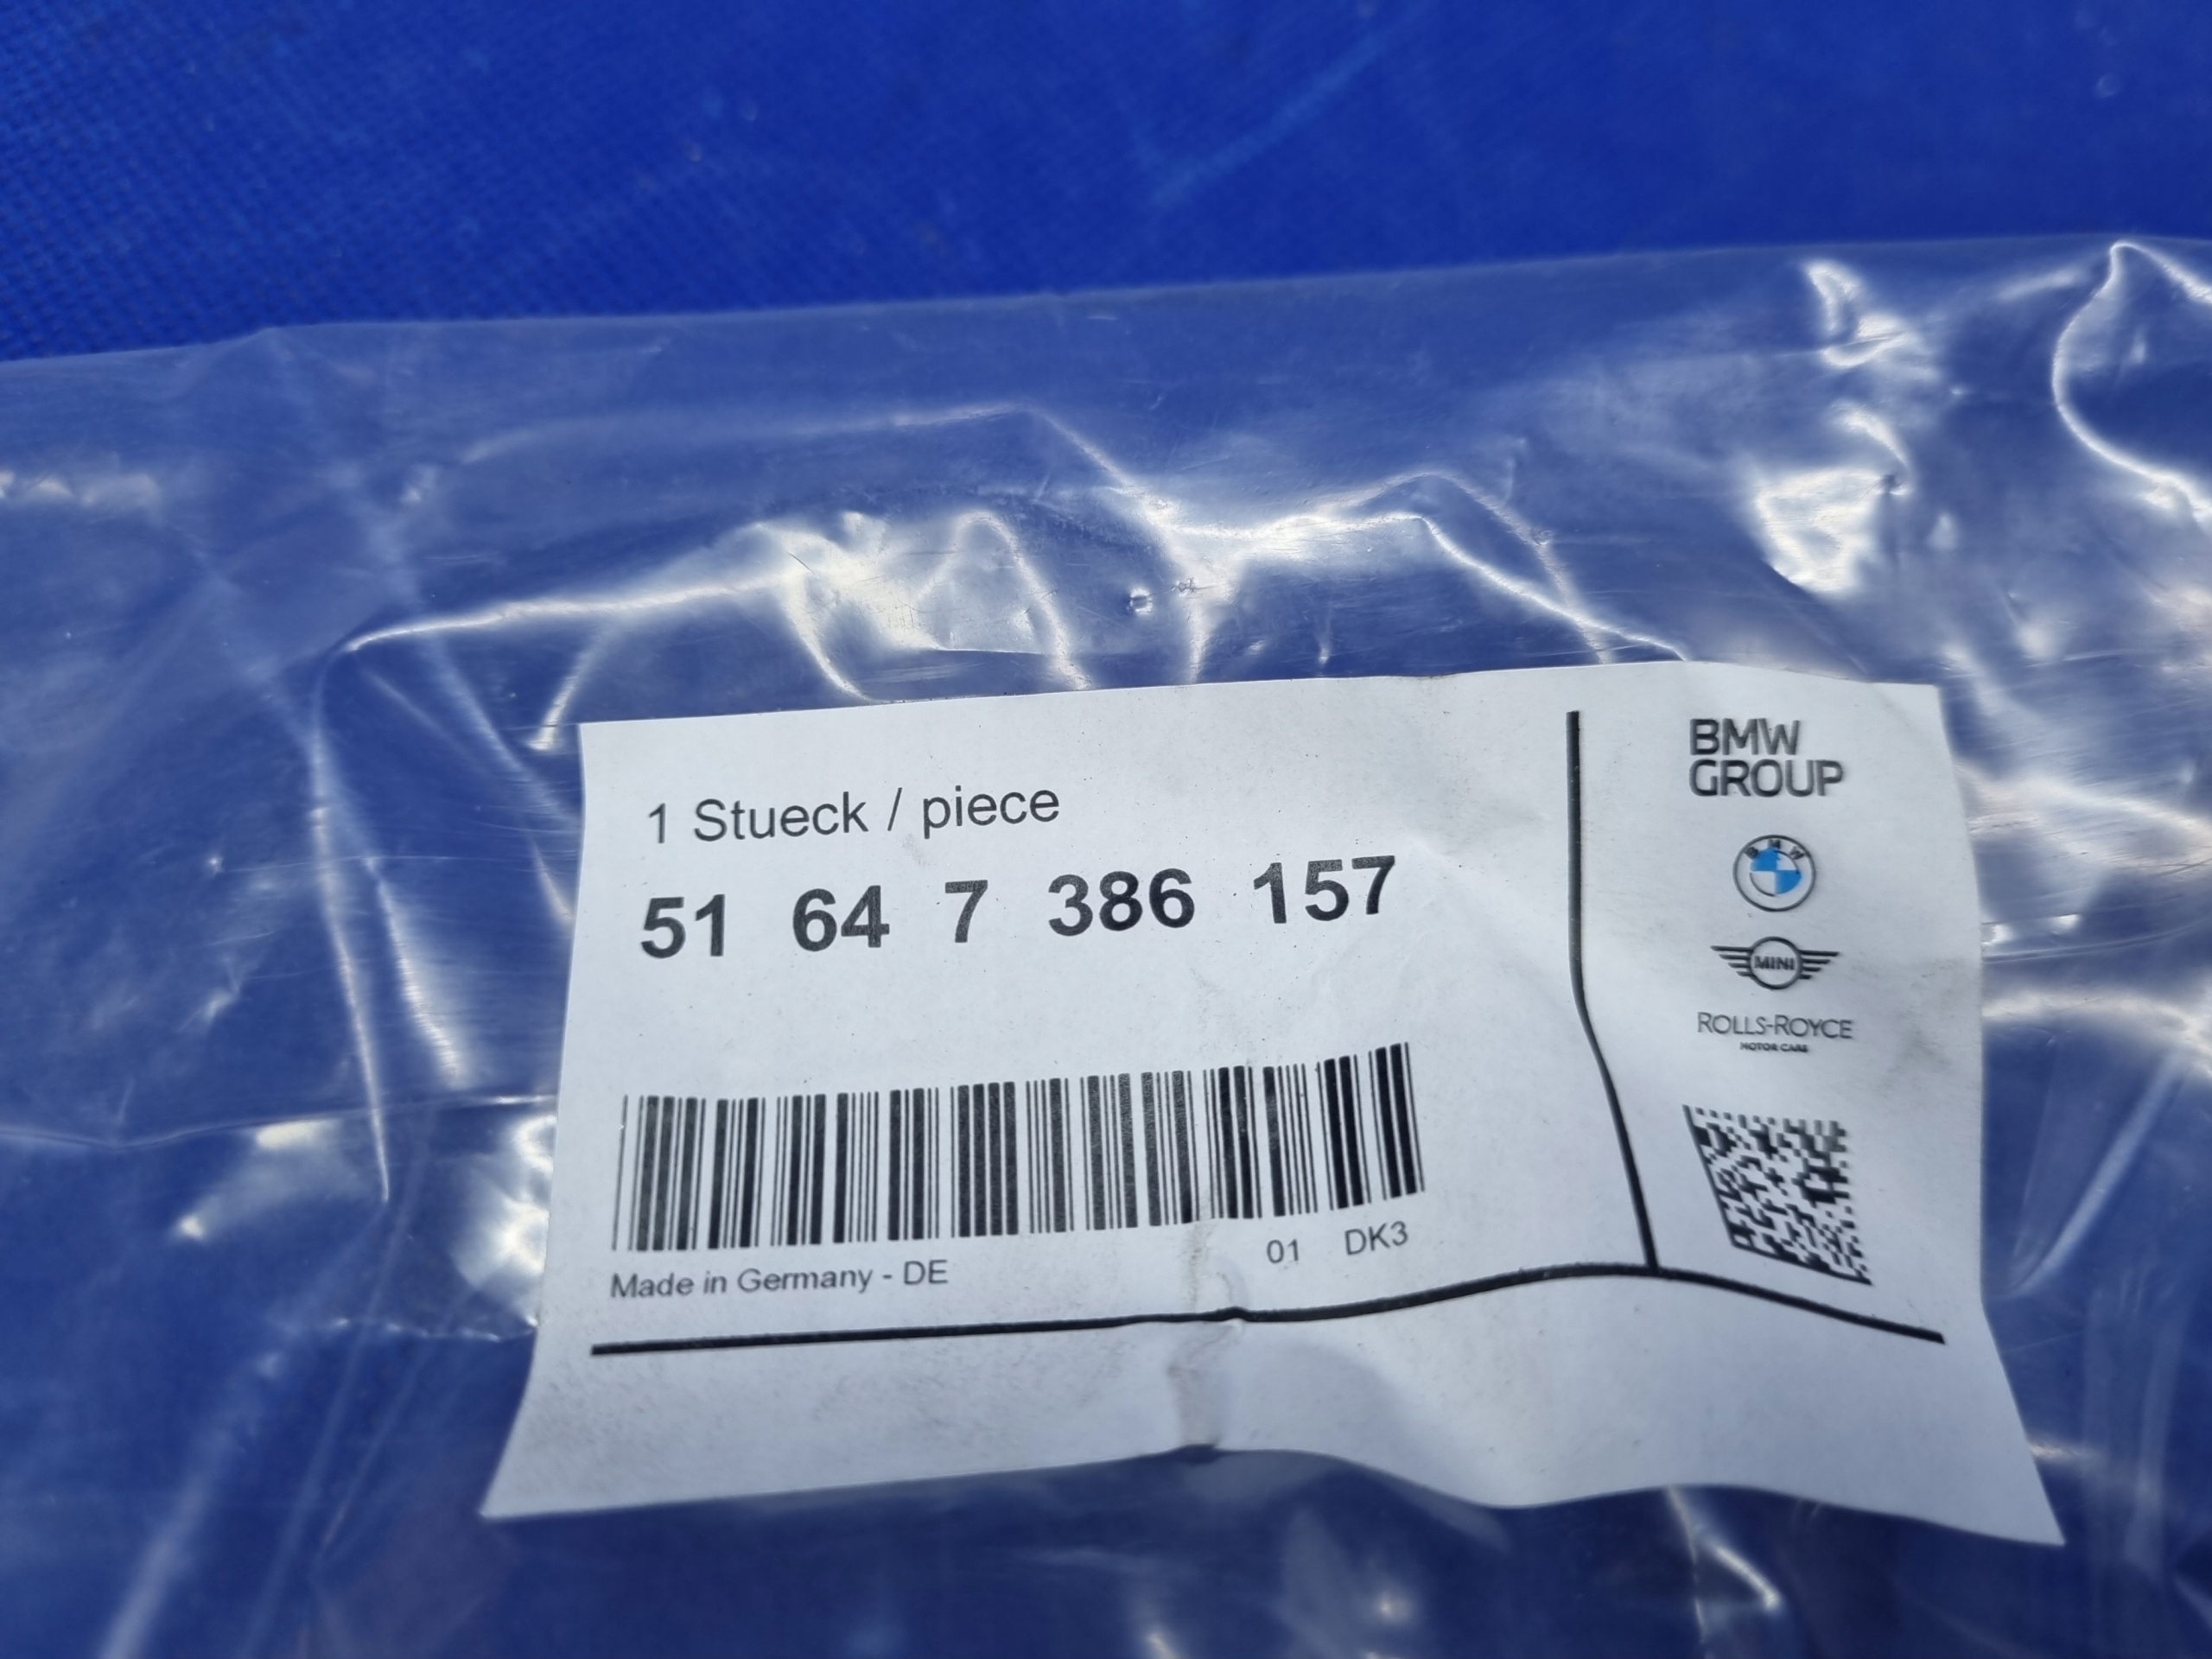 1 Stueck / piece
51 64 7 386 157
Made in Germany - DE
01 DK3
BMW
GROUP
BMW
MINI
ROLLS-ROYCE
MOTOR CARS